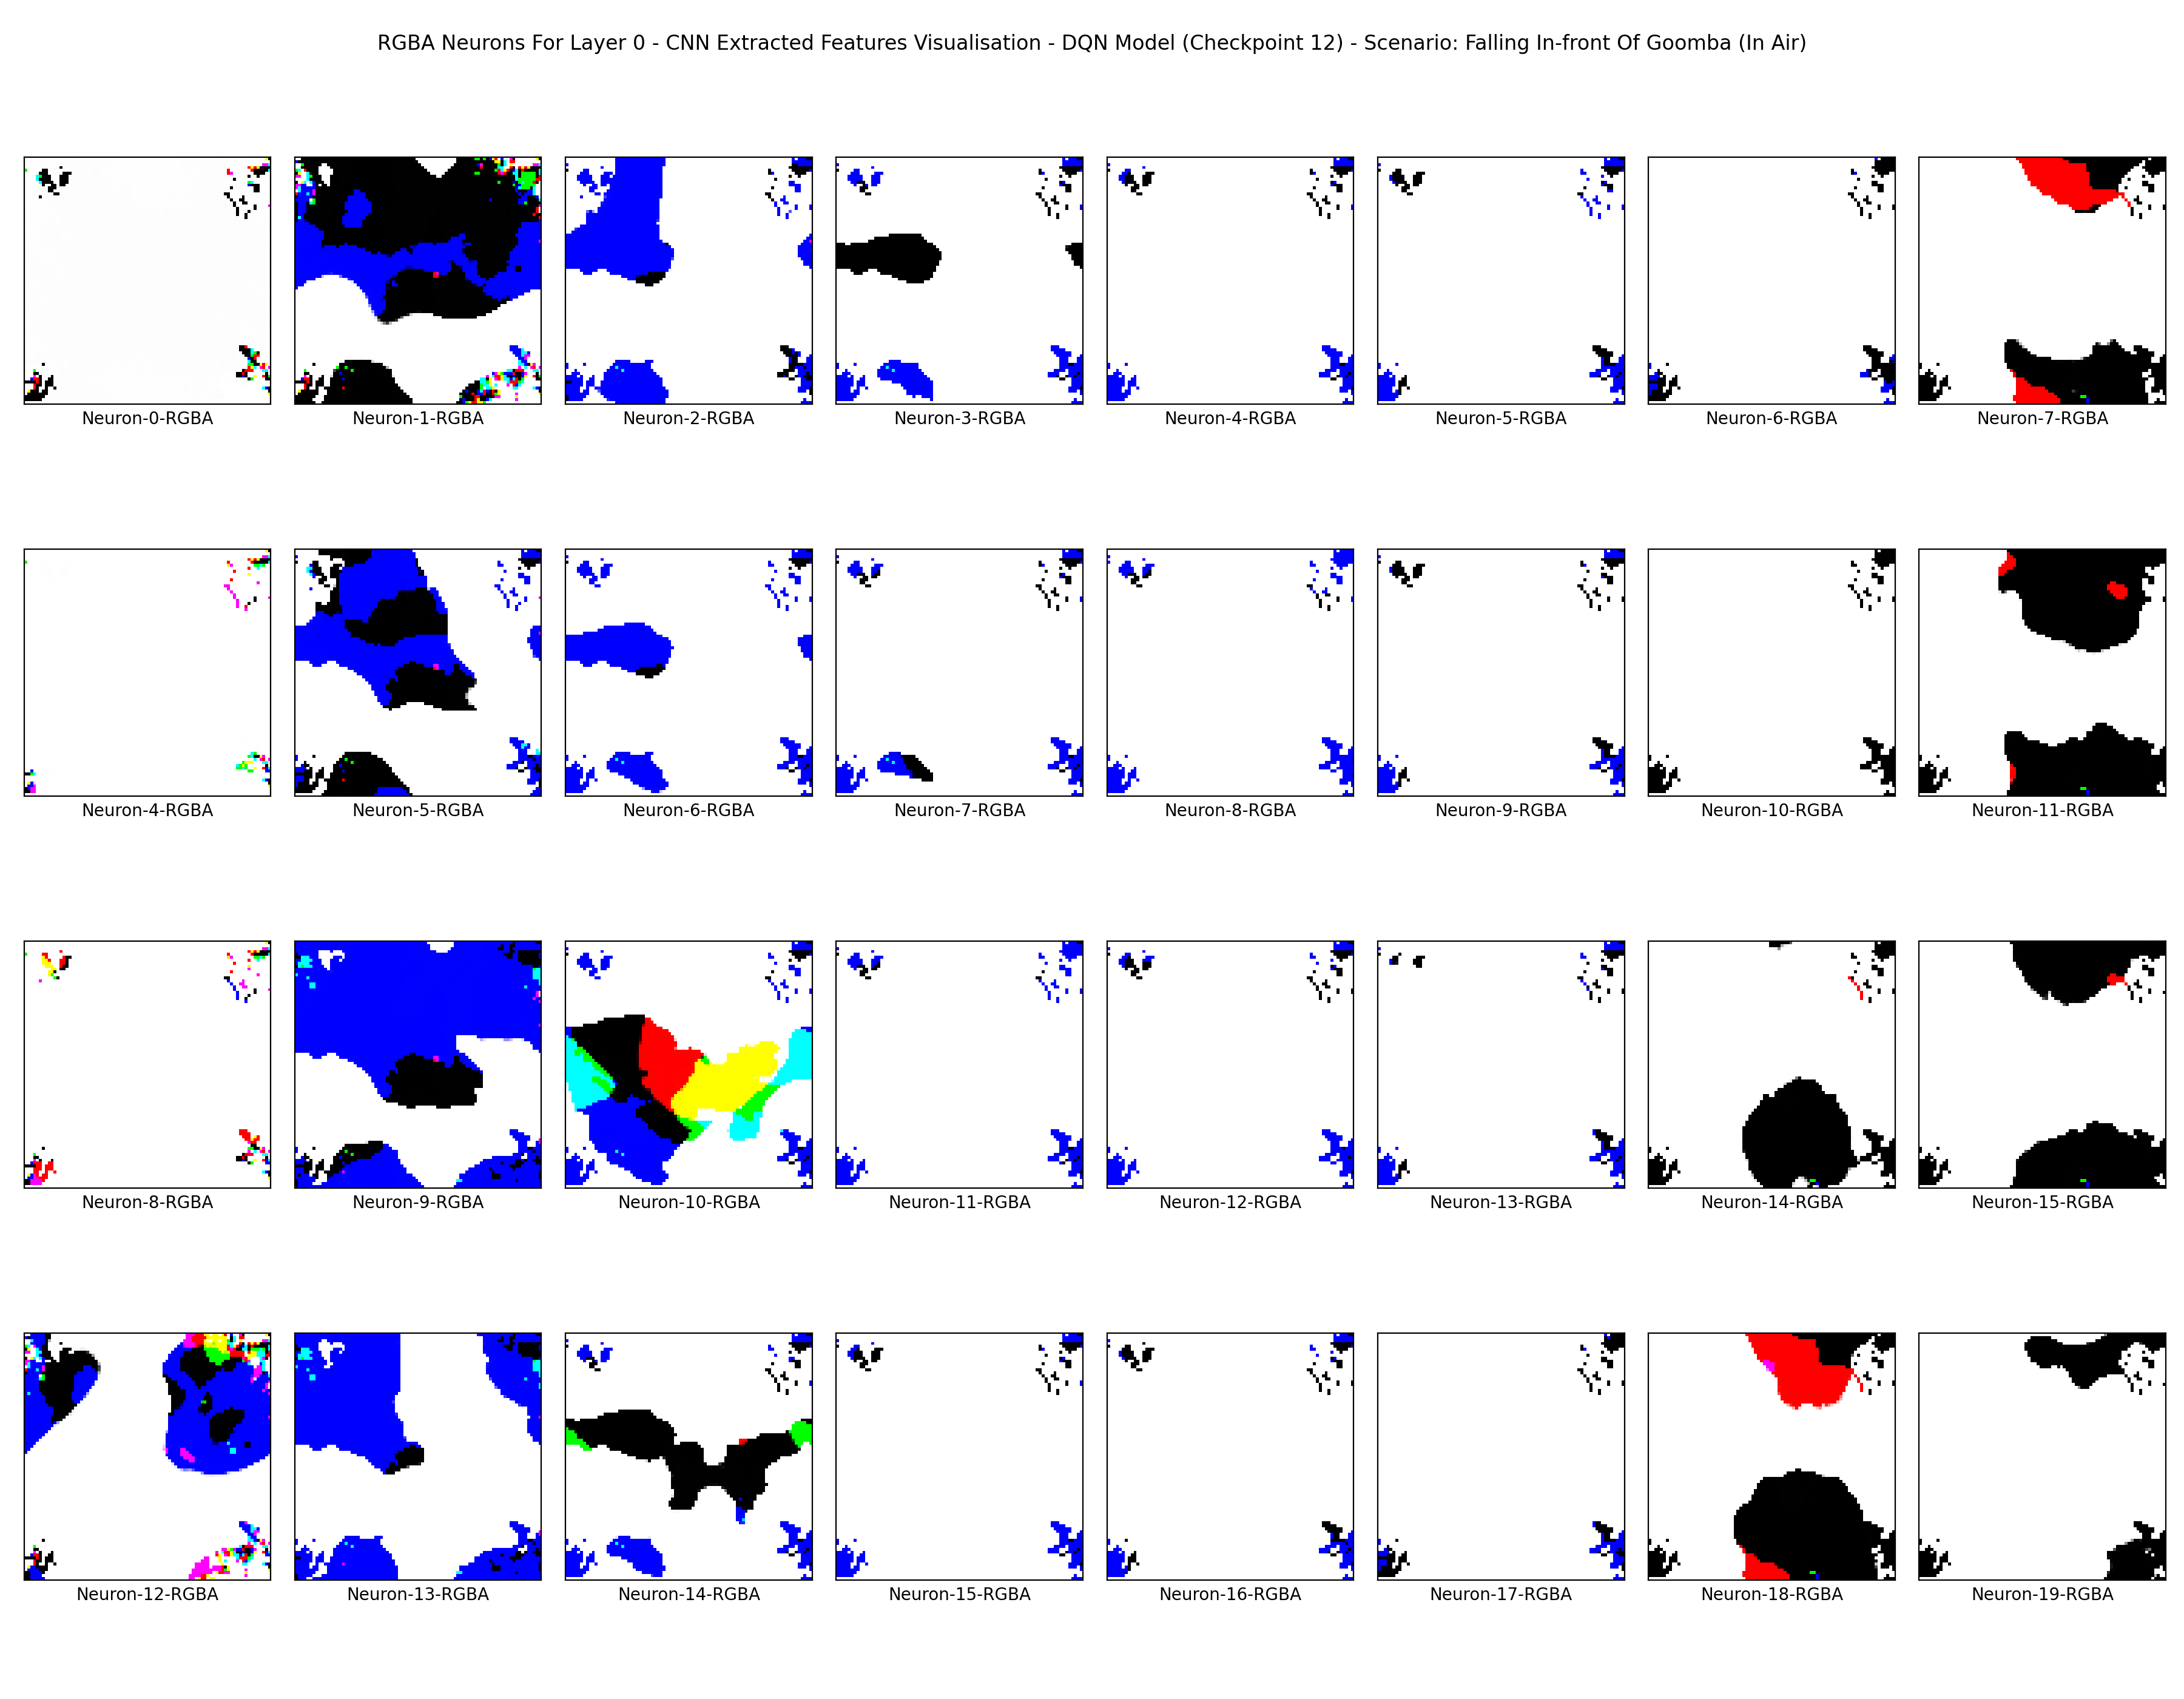 RGBA Neurons For Layer 0 - CNN Extracted Features Visualisation - DQN Model (Checkpoint 12) - Scenario: Falling In-front Of Goomba (In Air)
Neuron-0-RGBA Neuron-1-RGBA Neuron-2-RGBA Neuron-3-RGBA Neuron-4-RGBA Neuron-5-RGBA Neuron-6-RGBA Neuron-7-RGBA
Neuron-4-RGBA Neuron-5-RGBA Neuron-6-RGBA Neuron-7-RGBA Neuron-8-RGBA Neuron-9-RGBA Neuron-10-RGBA Neuron-11-RGBA
Neuron-8-RGBA Neuron-9-RGBA Neuron-10-RGBA Neuron-11-RGBA Neuron-12-RGBA Neuron-13-RGBA Neuron-14-RGBA Neuron-15-RGBA
Neuron-12-RGBA Neuron-13-RGBA Neuron-14-RGBA Neuron-15-RGBA Neuron-16-RGBA Neuron-17-RGBA Neuron-18-RGBA Neuron-19-RGBA